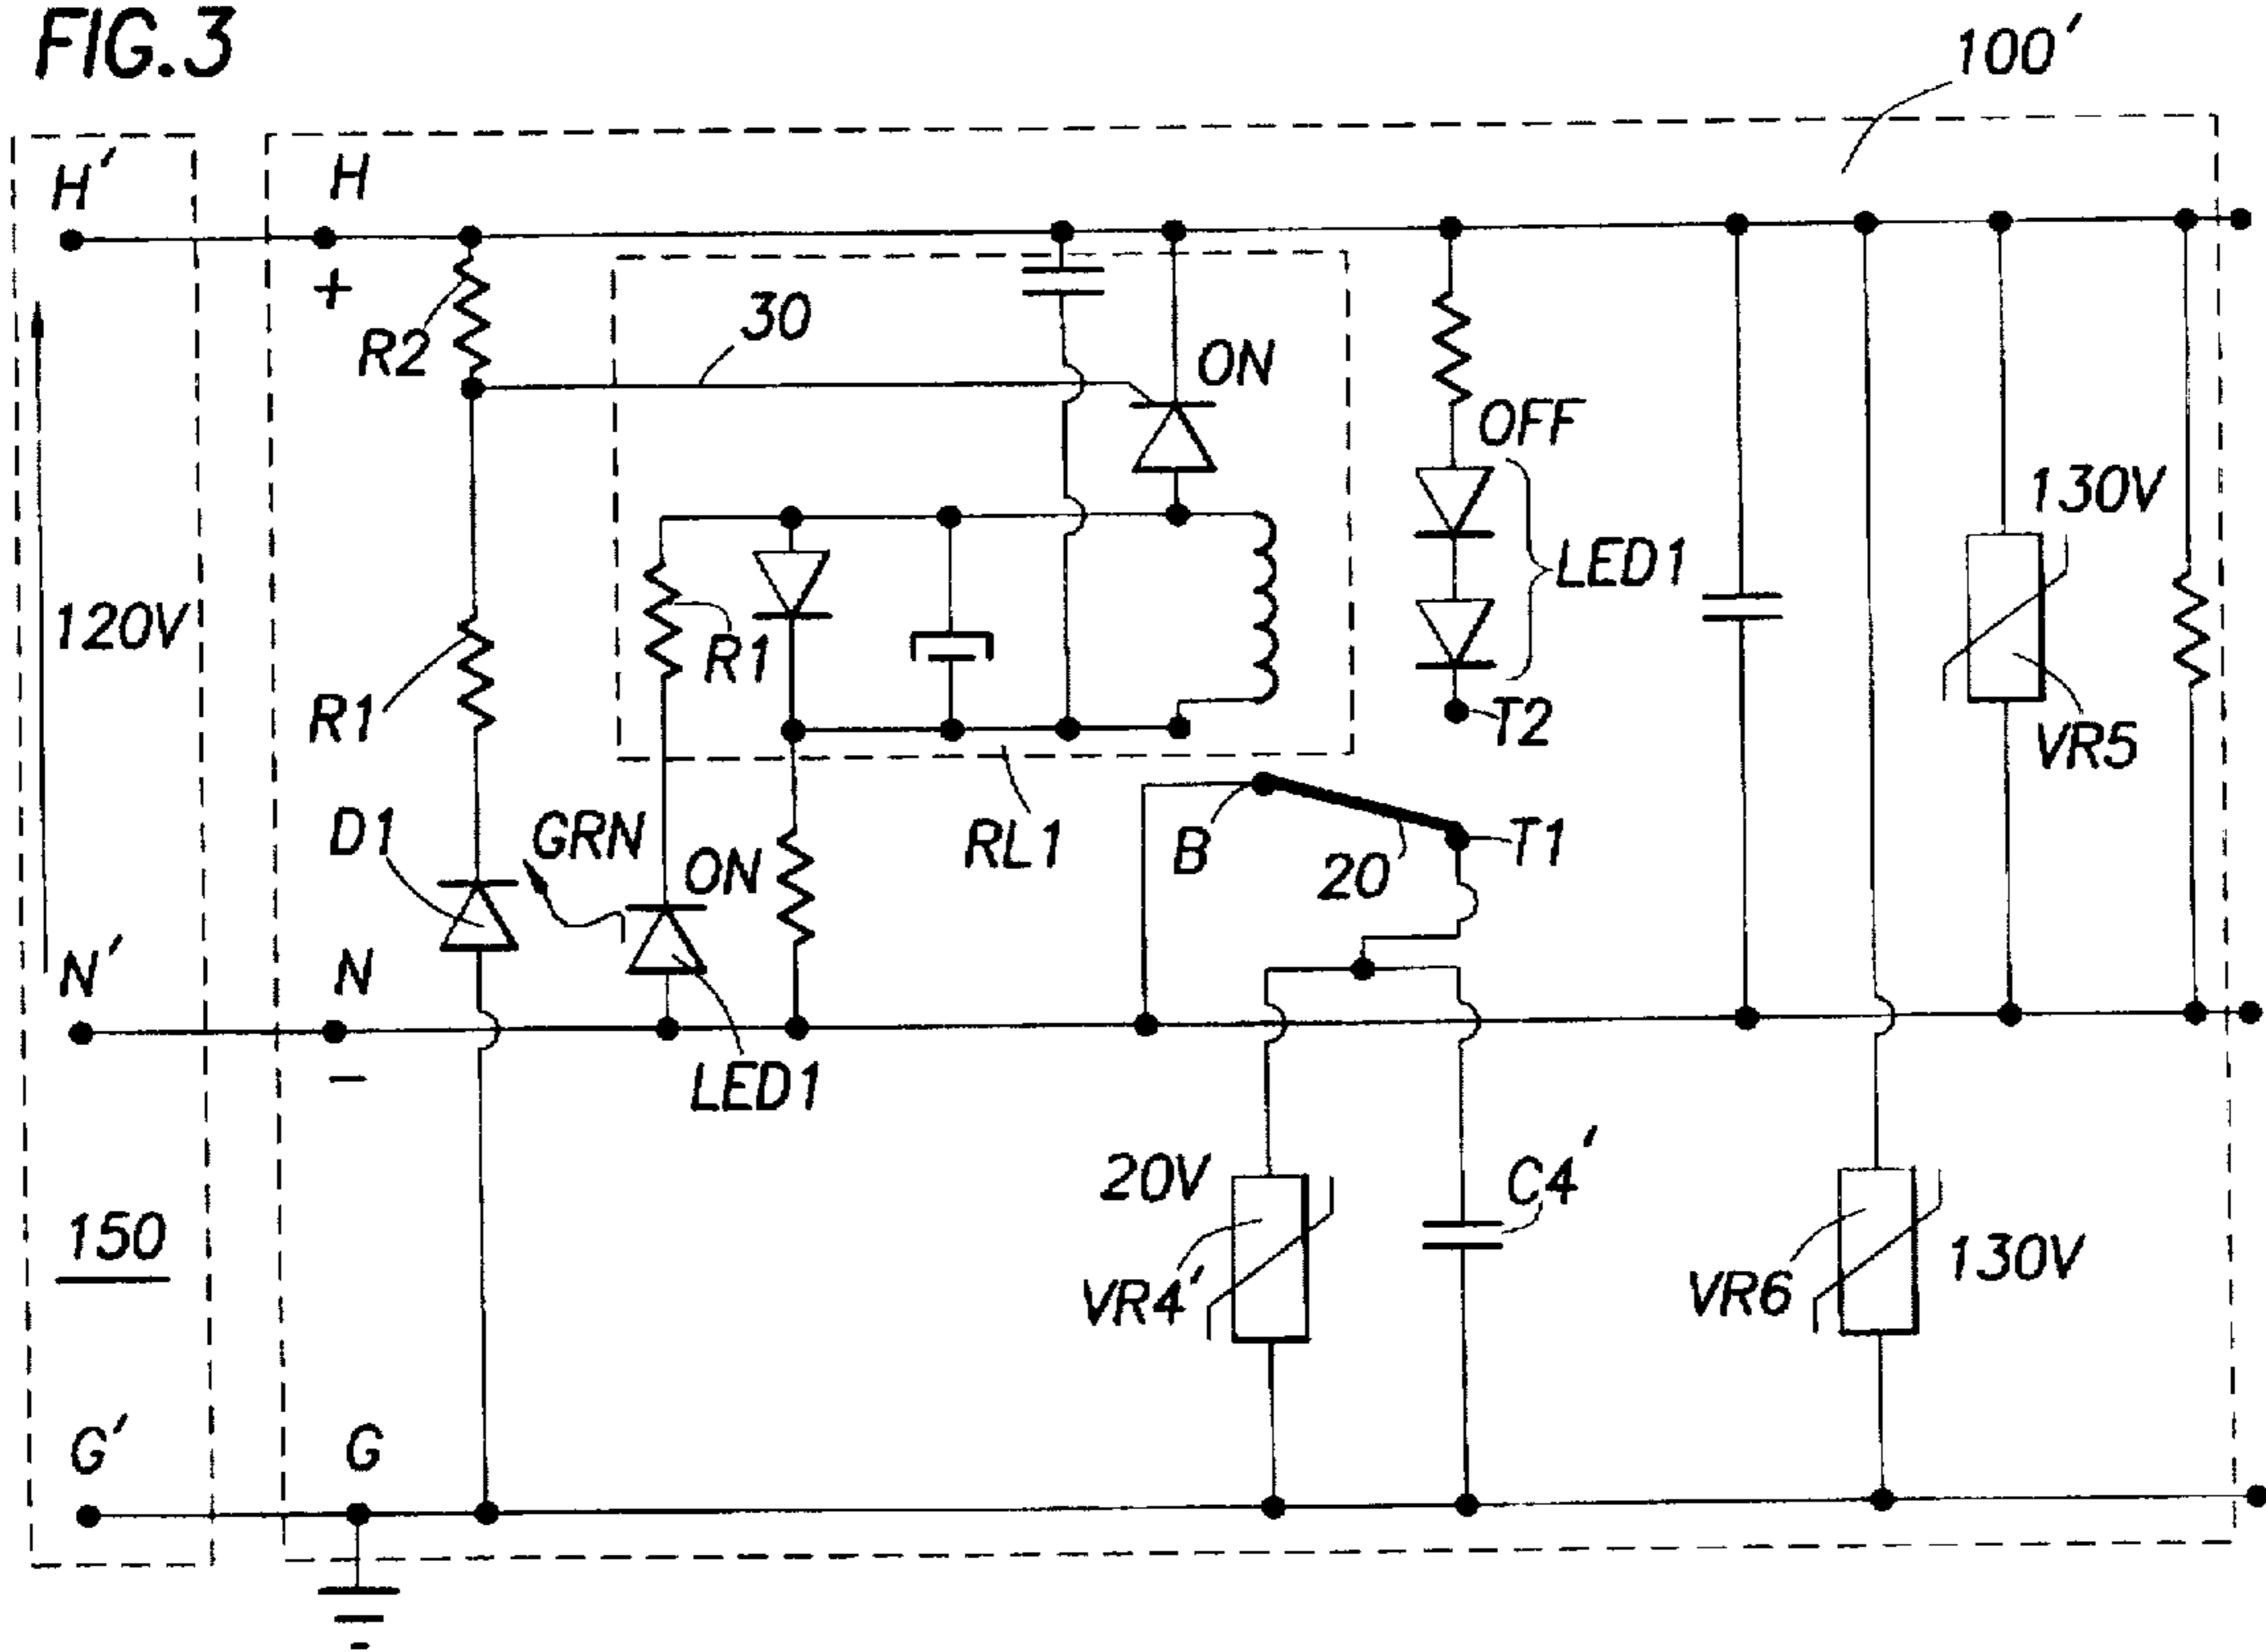 FIG.3
100'
H'
H
+
R2
30
ON
OFF
LED1
130V
120V
R1
R1
T2
VR5
D1
GRN
ON
RL1
B
20
T1
N'
N
−
LED1
20V
C4'
150
VR4'
VR6
130V
G'
G